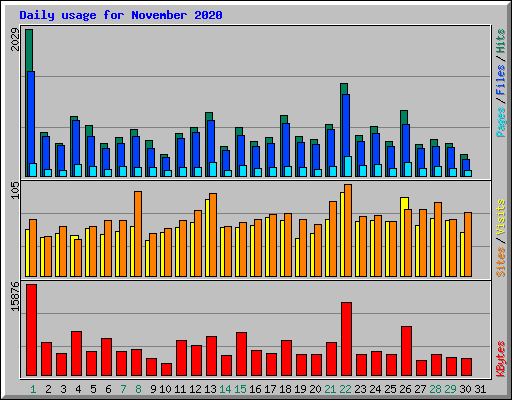 Daily usage for November 2020
2029
Pages / Files / Hits
105
Sites / Visits
15876
KBytes
1 2 3 4 5 6 7 8 9 10 11 12 13 14 15 16 17 18 19 20 21 22 23 24 25 26 27 28 29 30 31